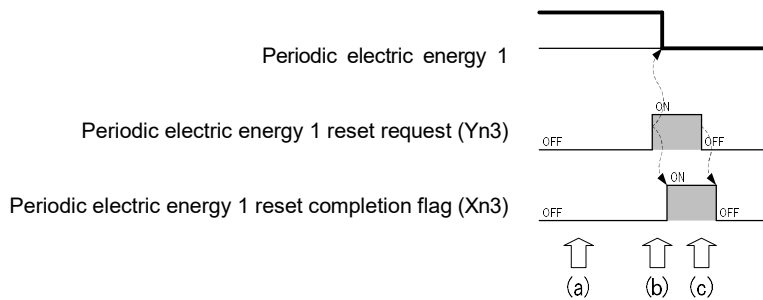 Periodic electric energy 1
ON
Periodic electric energy 1 reset request (Yn3)
OFF
OFF
ON
Periodic electric energy 1 reset completion flag (Xn3)
OFF
OFF
(a)
(b)
(c)